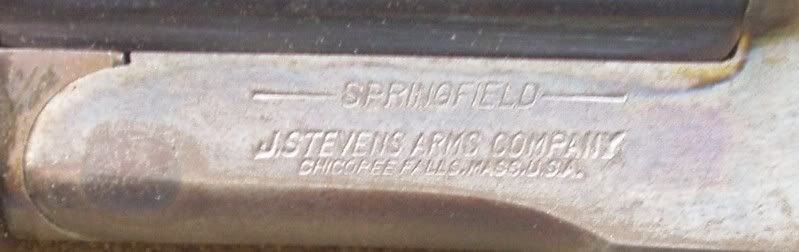 SPRINGFIELD
J. STEVENS ARMS COMPANY
CHICOPEE FALLS, MASS. U.S.A.